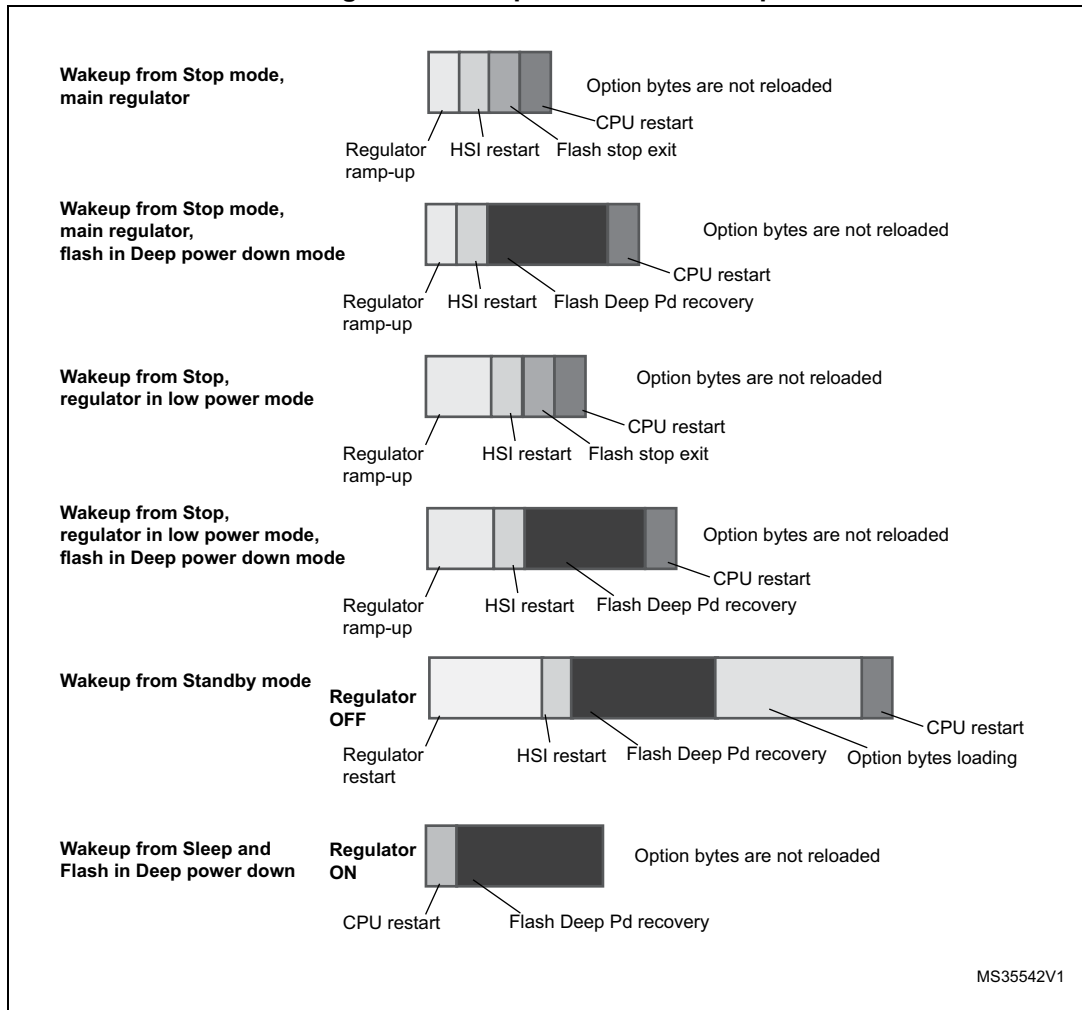 Wakeup from Stop mode,
main regulator
Option bytes are not reloaded
CPU restart
Regulator
ramp-up
HSI restart
Flash stop exit
Wakeup from Stop mode,
main regulator,
flash in Deep power down mode
Option bytes are not reloaded
CPU restart
Regulator
ramp-up
HSI restart
Flash Deep Pd recovery
Wakeup from Stop,
regulator in low power mode
Option bytes are not reloaded
CPU restart
Regulator
ramp-up
HSI restart
Flash stop exit
Wakeup from Stop,
regulator in low power mode,
flash in Deep power down mode
Option bytes are not reloaded
CPU restart
Regulator
ramp-up
HSI restart
Flash Deep Pd recovery
Wakeup from Standby mode
Regulator
OFF
CPU restart
Regulator
restart
HSI restart
Flash Deep Pd recovery
Option bytes loading
Wakeup from Sleep and
Flash in Deep power down
Regulator
ON
Option bytes are not reloaded
CPU restart
Flash Deep Pd recovery
MS35542V1